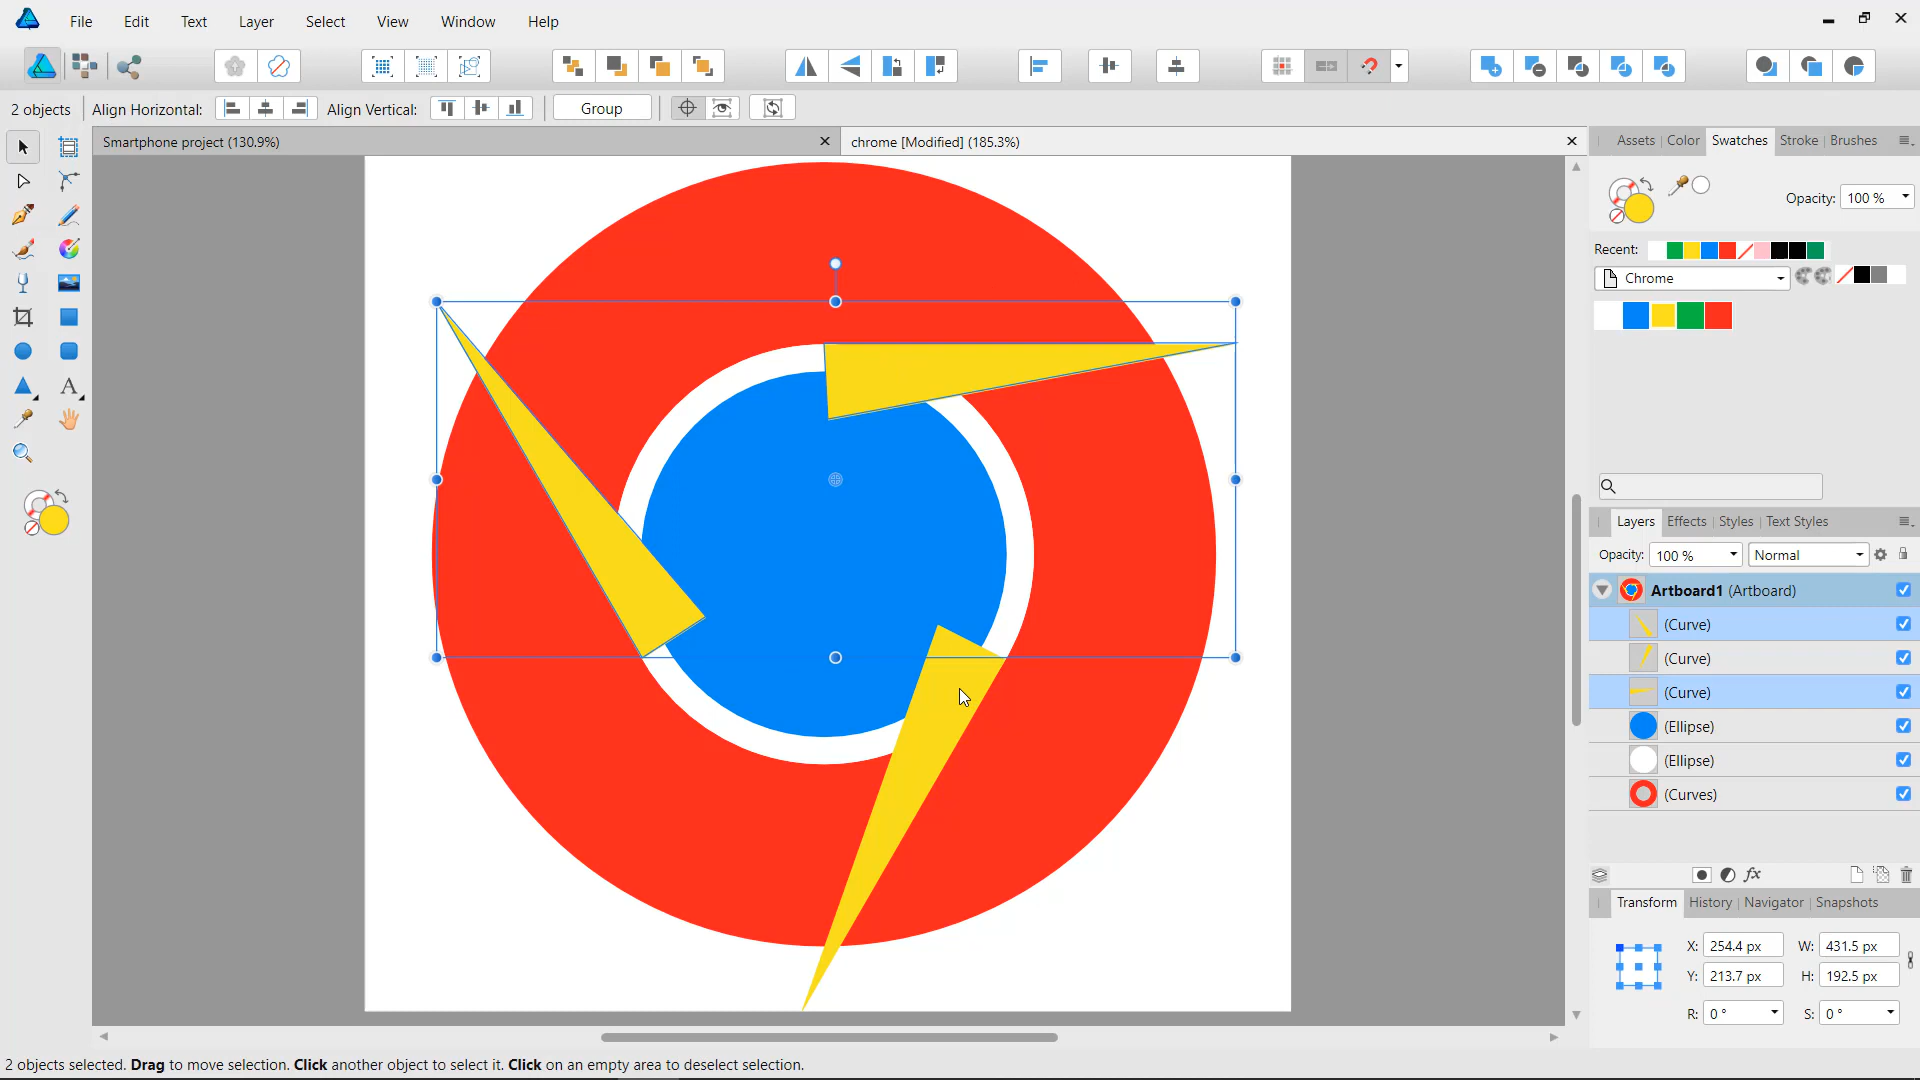 File Edit Text Layer Select View Window Help
2 objects Align Horizontal: Align Vertical: Group
Smartphone project (130.9%)
chrome [Modified] (185.3%)
Assets Color Swatches Stroke Brushes
Opacity: 100 %
Recent:
Chrome
Layers Effects Styles Text Styles
Opacity: 100 % Normal
Artboard1 (Artboard)
(Curve)
(Curve)
(Curve)
(Ellipse)
(Ellipse)
(Curves)
fx
Transform History Navigator Snapshots
X: 254.4 px W: 431.5 px
Y: 213.7 px H: 192.5 px
R: 0 ° S: 0 °
2 objects selected. Drag to move selection. Click another object to select it. Click on an empty area to deselect selection.